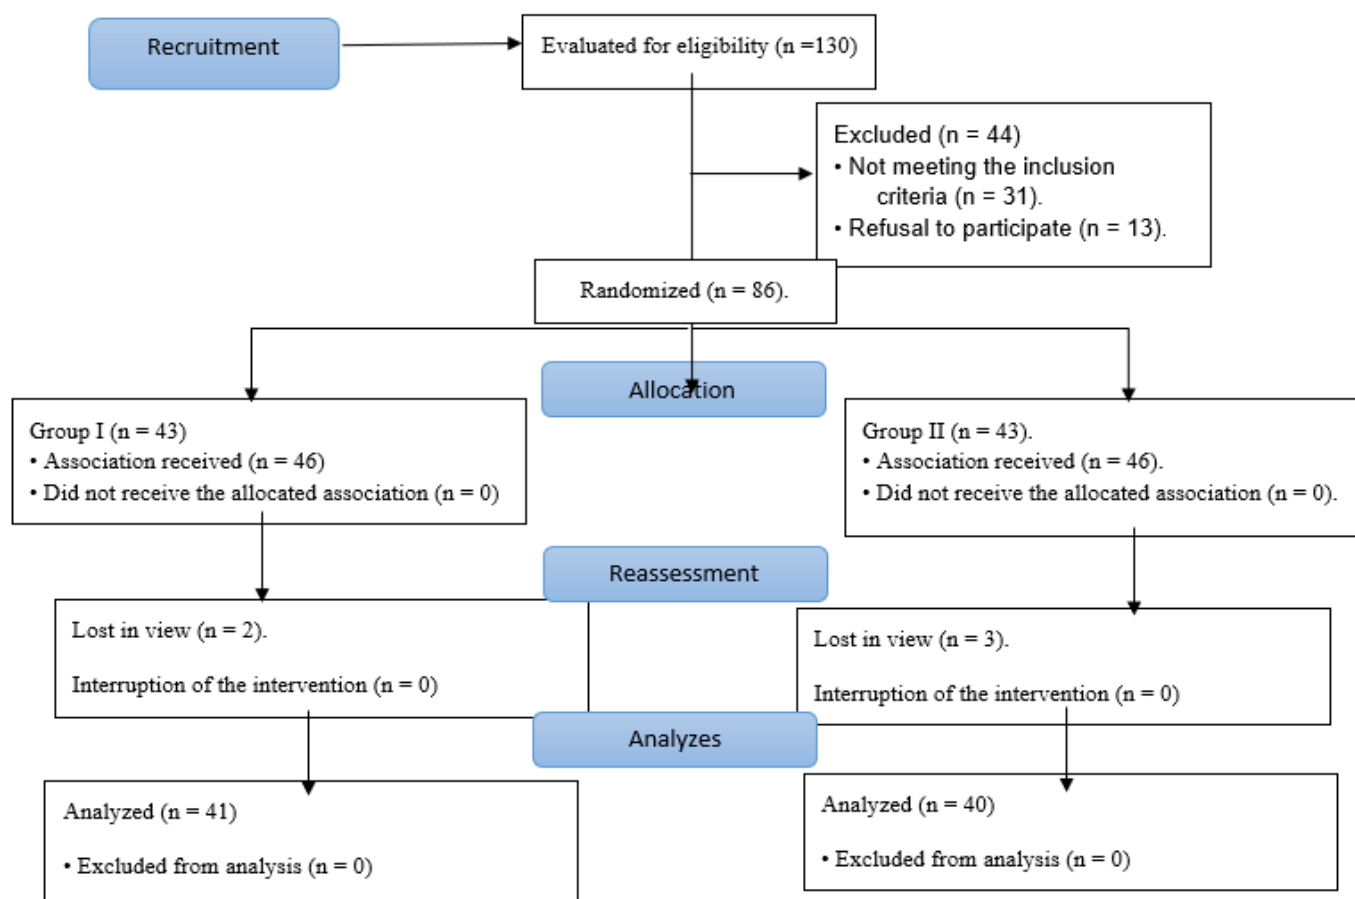 Recruitment
Evaluated for eligibility (n =130)
Excluded (n = 44)
• Not meeting the inclusion
criteria (n = 31).
• Refusal to participate (n = 13).
Randomized (n = 86).
Allocation
Group I (n = 43)
• Association received (n = 46)
• Did not receive the allocated association (n = 0)
Group II (n = 43).
• Association received (n = 46).
• Did not receive the allocated association (n = 0).
Reassessment
Lost in view (n = 2).
Interruption of the intervention (n = 0)
Lost in view (n = 3).
Interruption of the intervention (n = 0)
Analyzes
Analyzed (n = 41)
• Excluded from analysis (n = 0)
Analyzed (n = 40)
• Excluded from analysis (n = 0)